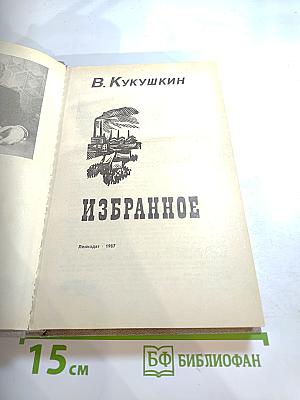 В. Кукушкин
ИЗБРАННОЕ
Лениздат · 1987
15 см
БФ БИБЛИОФАН